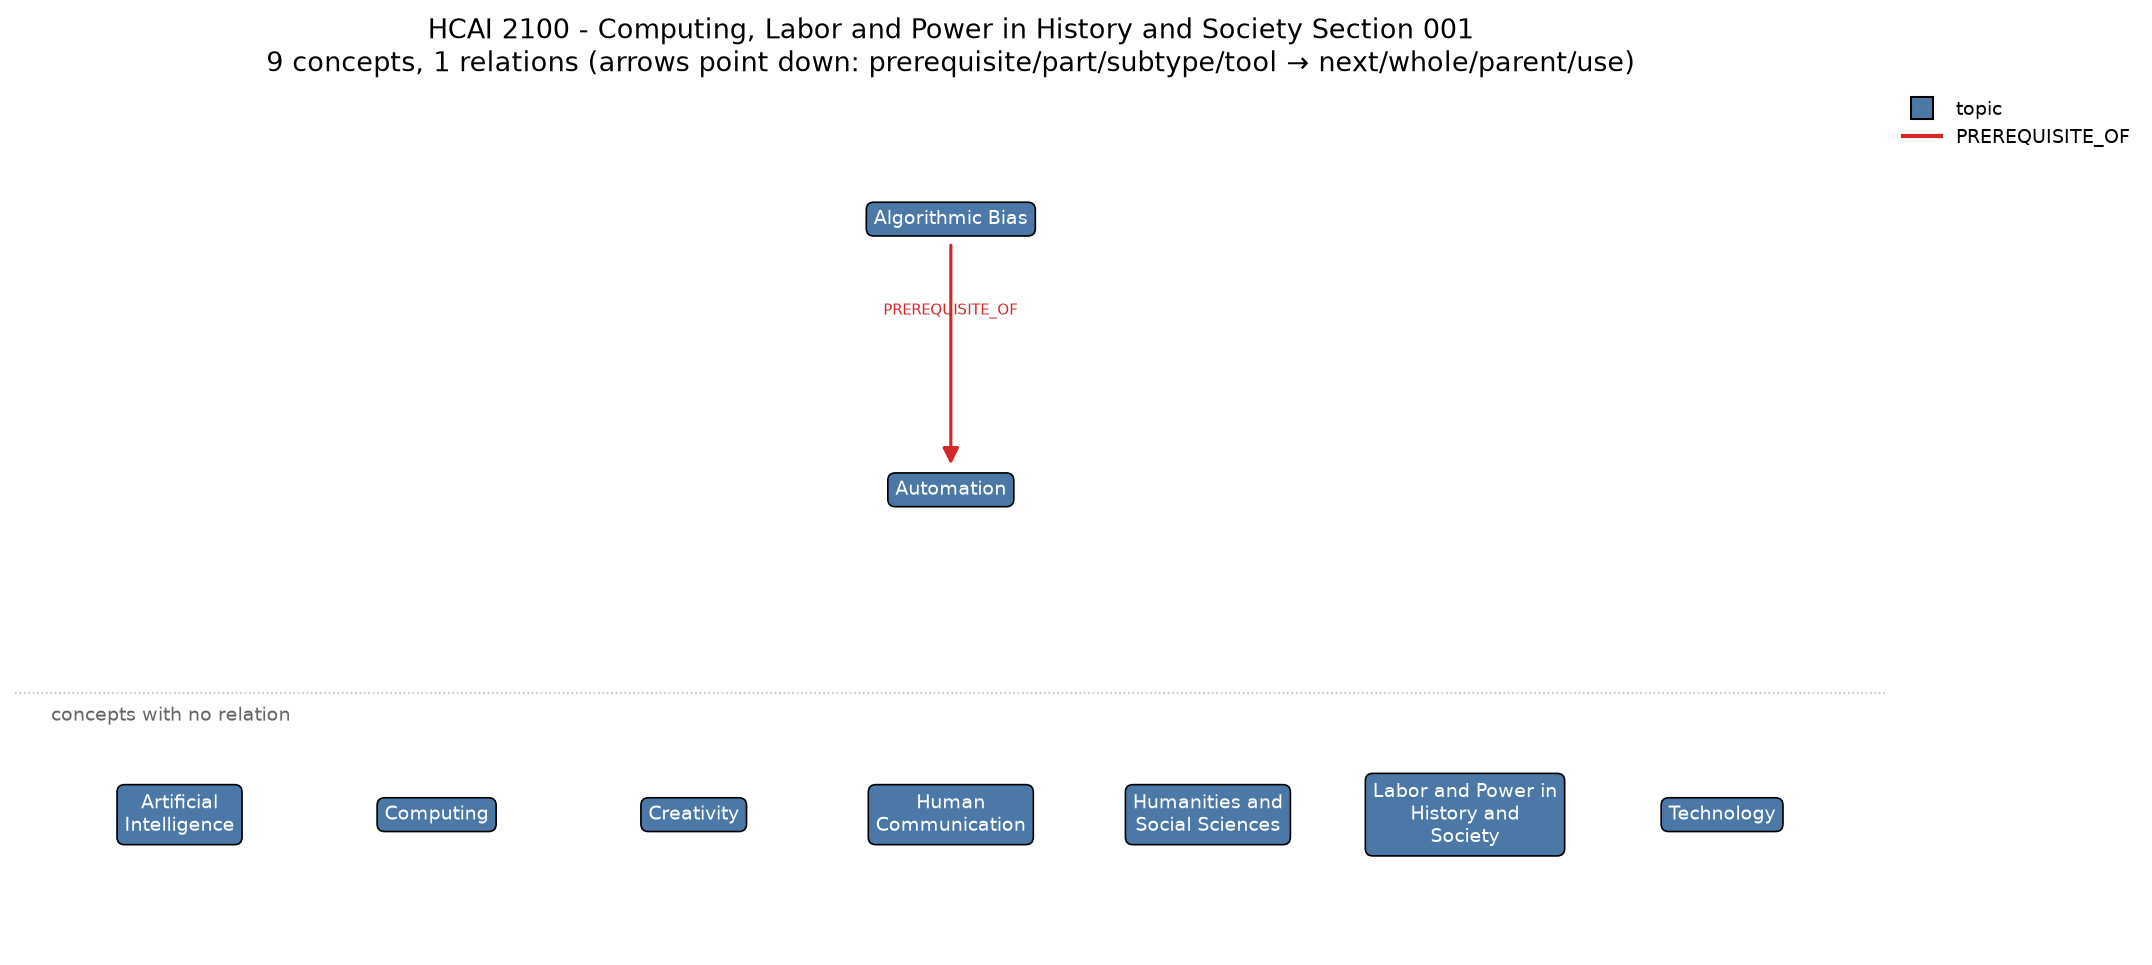 HCAI 2100 - Computing, Labor and Power in History and Society Section 001
9 concepts, 1 relations (arrows point down: prerequisite/part/subtype/tool → next/whole/parent/use)
topic
PREREQUISITE_OF
Algorithmic Bias
PREREQUISITE_OF
Automation
concepts with no relation
Artificial
Intelligence
Computing
Creativity
Human
Communication
Humanities and
Social Sciences
Labor and Power in
History and
Society
Technology